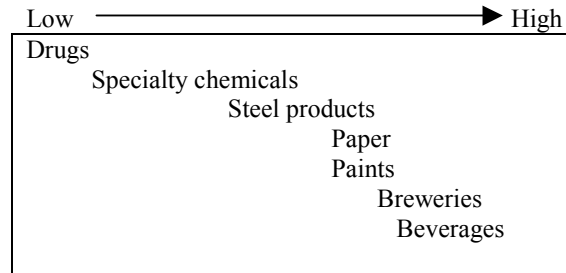 Low High
Drugs
Specialty chemicals
Steel products
Paper
Paints
Breweries
Beverages